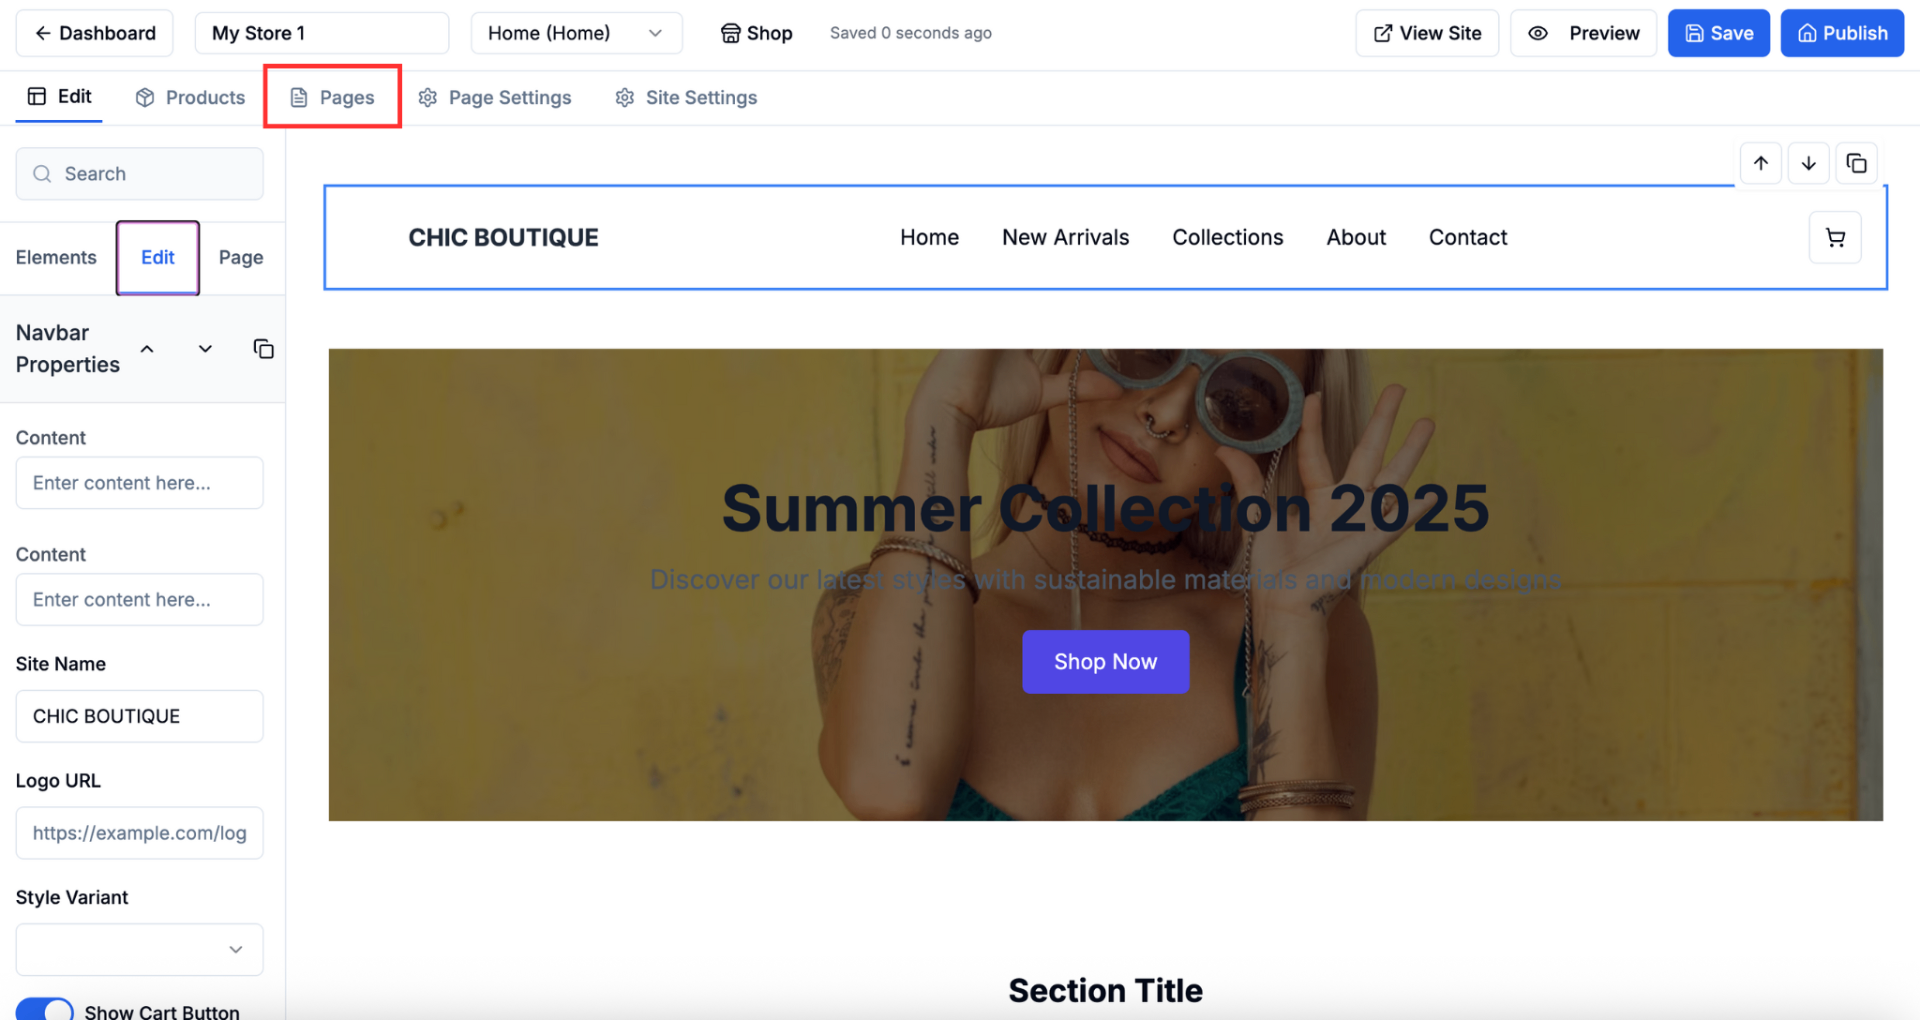 Dashboard
My Store 1
Home (Home)
Shop
Saved 0 seconds ago
View Site
Preview
Save
Publish
Edit
Products
Pages
Page Settings
Site Settings
Search
Elements
Edit
Page
Navbar
Properties
Content
Enter content here...
Content
Enter content here...
Site Name
CHIC BOUTIQUE
Logo URL
https://example.com/log
Style Variant
Show Cart Button
CHIC BOUTIQUE
Home
New Arrivals
Collections
About
Contact
Summer Collection 2025
Discover our latest styles with sustainable materials and modern designs
Shop Now
Section Title